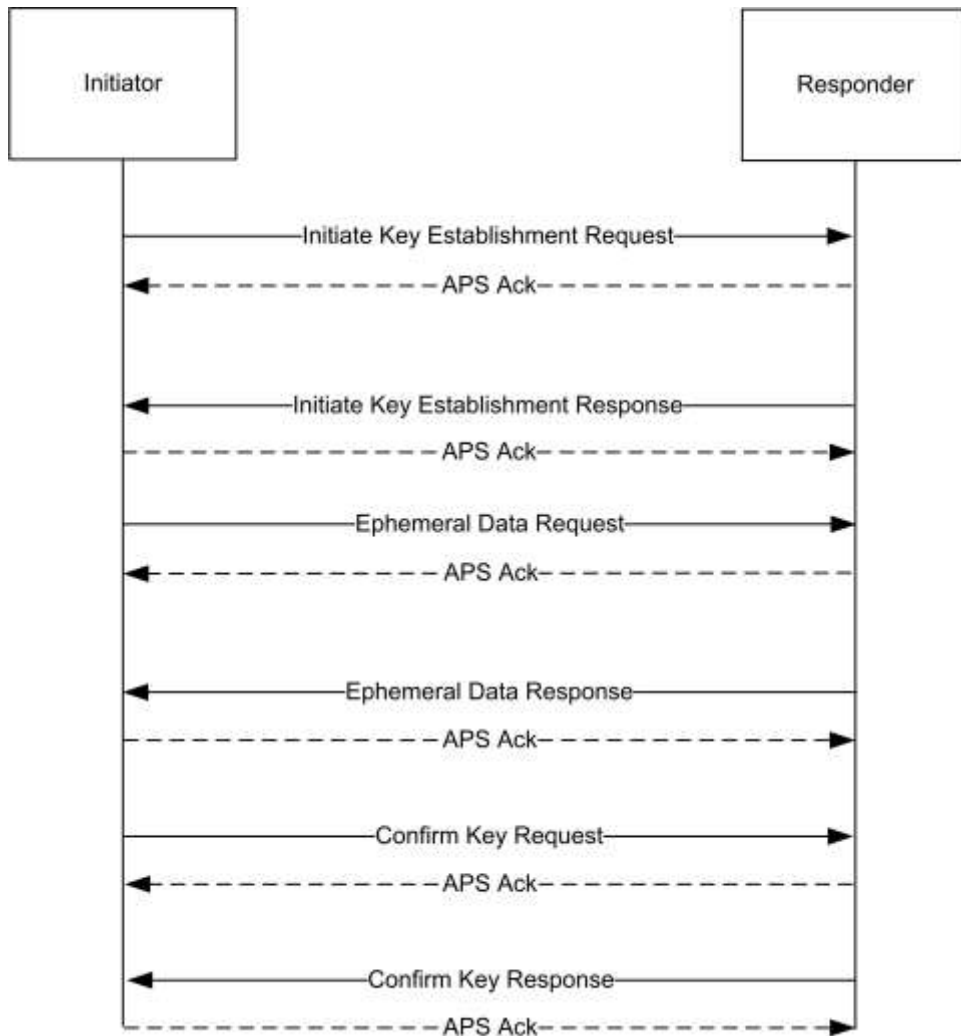 Initiator
Responder
Initiate Key Establishment Request
APS Ack
Initiate Key Establishment Response
APS Ack
Ephemeral Data Request
APS Ack
Ephemeral Data Response
APS Ack
Confirm Key Request
APS Ack
Confirm Key Response
APS Ack